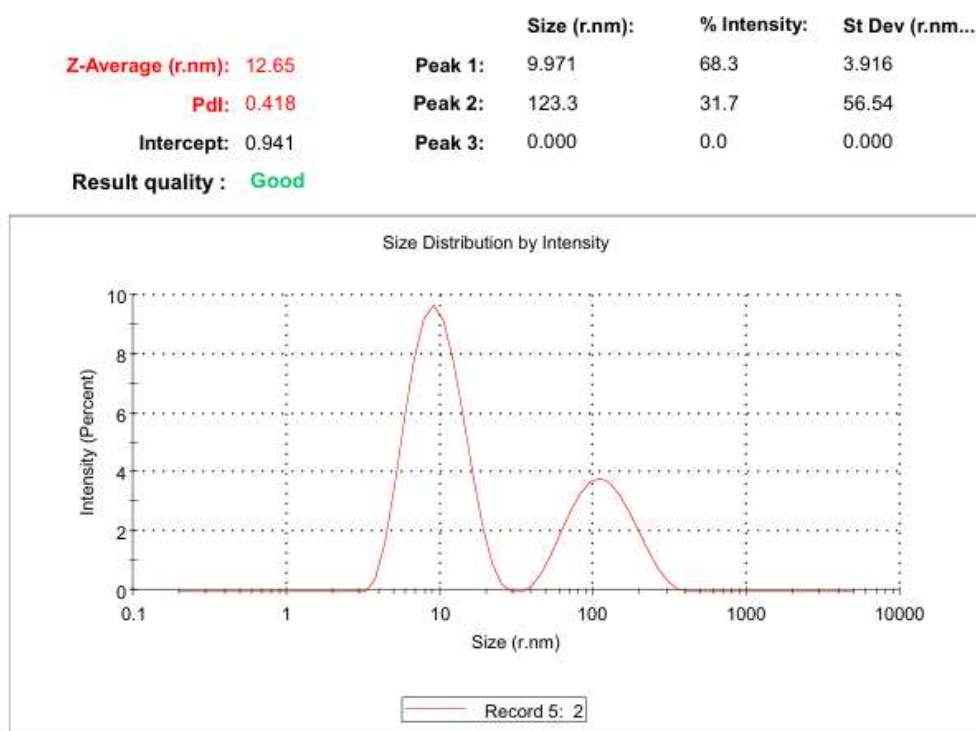 Size (r.nm): % Intensity: St Dev (r.nm...
Z-Average (r.nm): 12.65 Peak 1: 9.971 68.3 3.916
PdI: 0.418 Peak 2: 123.3 31.7 56.54
Intercept: 0.941 Peak 3: 0.000 0.0 0.000
Result quality : Good
Size Distribution by Intensity
Intensity (Percent)
10
8
6
4
2
0
0.1 1 10 100 1000 10000
Size (r.nm)
Record 5: 2